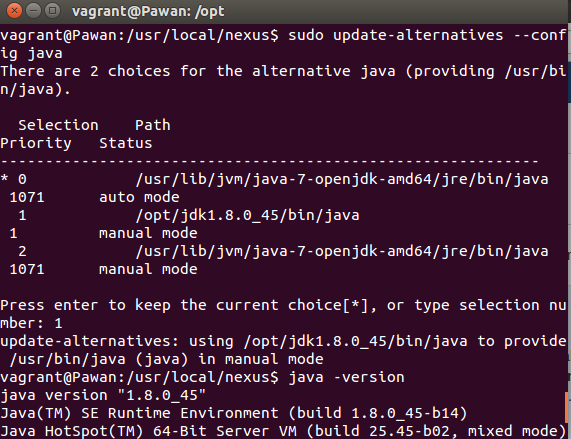 vagrant@Pawan: /opt
vagrant@Pawan:/usr/local/nexus$ sudo update-alternatives --conf
ig java
There are 2 choices for the alternative java (providing /usr/bi
n/java).
  Selection    Path
Priority   Status
------------------------------------------------------------
* 0            /usr/lib/jvm/java-7-openjdk-amd64/jre/bin/java
 1071      auto mode
  1            /opt/jdk1.8.0_45/bin/java
 1         manual mode
  2            /usr/lib/jvm/java-7-openjdk-amd64/jre/bin/java
 1071      manual mode
Press enter to keep the current choice[*], or type selection nu
mber: 1
update-alternatives: using /opt/jdk1.8.0_45/bin/java to provide
 /usr/bin/java (java) in manual mode
vagrant@Pawan:/usr/local/nexus$ java -version
java version "1.8.0_45"
Java(TM) SE Runtime Environment (build 1.8.0_45-b14)
Java HotSpot(TM) 64-Bit Server VM (build 25.45-b02, mixed mode)